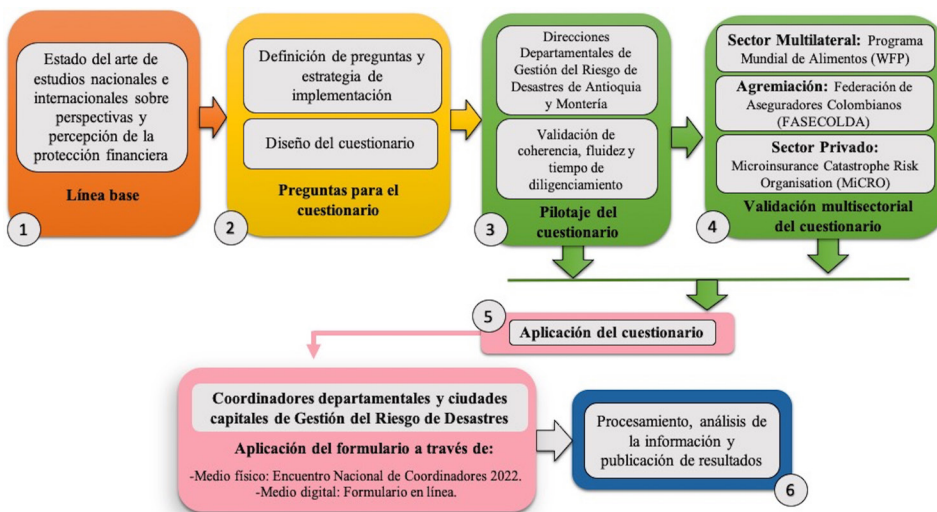 Estado del arte de
estudios nacionales e
internacionales sobre
perspectivas y
percepción de la
protección financiera
Línea base
1
Definición de preguntas y
estrategia de
implementación
Diseño del cuestionario
Preguntas para el
cuestionario
2
Direcciones
Departamentales de
Gestión del Riesgo de
Desastres de Antioquia
y Montería
Validación de
coherencia, fluidez y
tiempo de
diligenciamiento
Pilotaje del
cuestionario
3
Sector Multilateral: Programa
Mundial de Alimentos (WFP)
Agremiación: Federación de
Aseguradores Colombianos
(FASECOLDA)
Sector Privado:
Microinsurance Catastrophe Risk
Organisation (MiCRO)
Validación multisectorial
del cuestionario
4
5
Aplicación del cuestionario
Coordinadores departamentales y ciudades
capitales de Gestión del Riesgo de Desastres
Aplicación del formulario a través de:
-Medio físico: Encuentro Nacional de Coordinadores 2022.
-Medio digital: Formulario en línea.
Procesamiento, análisis de
la información y
publicación de resultados
6